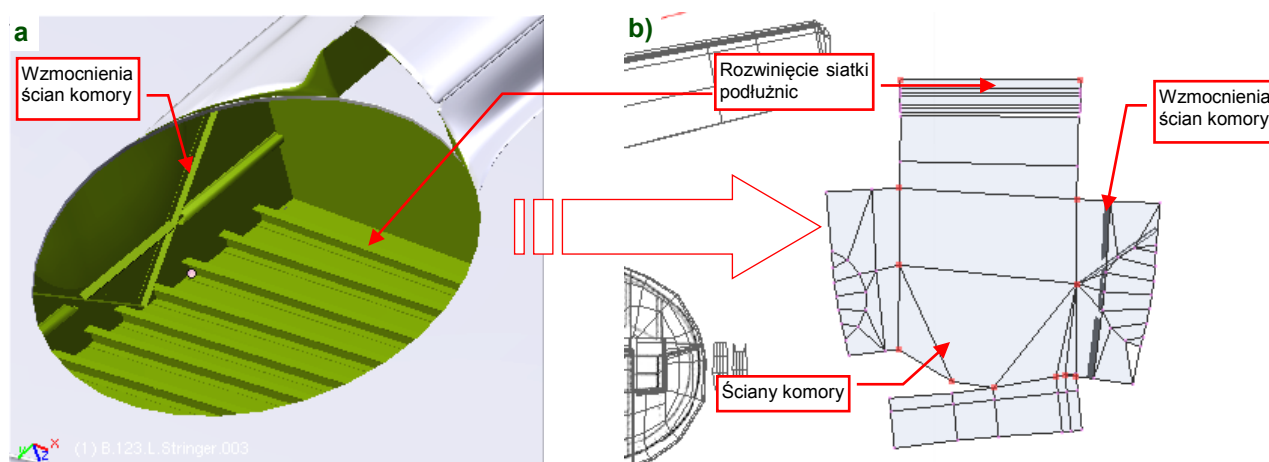 a
Wzmocnienia
ścian komory
b)
Rozwinięcie siatki
podłużnic
Wzmocnienia
ścian komory
Ściany komory
x
y
z
(1) B.123.L.Stringer.003